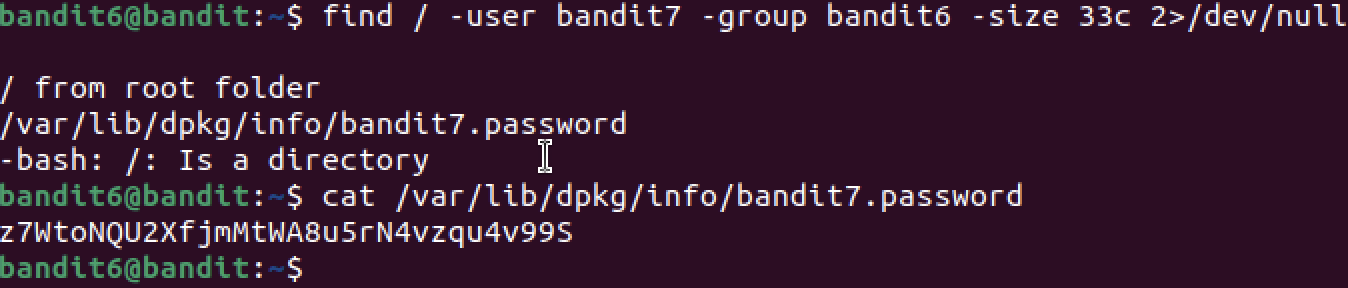 bandit6@bandit:~$ find / -user bandit7 -group bandit6 -size 33c 2>/dev/null
/ from root folder
/var/lib/dpkg/info/bandit7.password
-bash: /: Is a directory
bandit6@bandit:~$ cat /var/lib/dpkg/info/bandit7.password
z7WtoNQU2XfjmMtWA8u5rN4vzqu4v99S
bandit6@bandit:~$